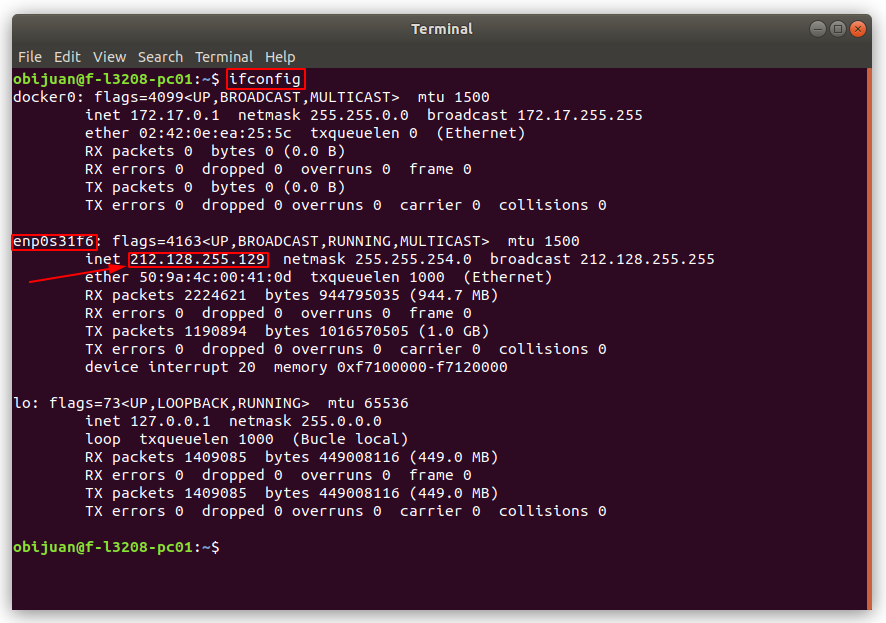 Terminal
File Edit View Search Terminal Help
obijuan@f-l3208-pc01:~$ ifconfig
docker0: flags=4099<UP,BROADCAST,MULTICAST>  mtu 1500
        inet 172.17.0.1  netmask 255.255.0.0  broadcast 172.17.255.255
        ether 02:42:0e:ea:25:5c  txqueuelen 0  (Ethernet)
        RX packets 0  bytes 0 (0.0 B)
        RX errors 0  dropped 0  overruns 0  frame 0
        TX packets 0  bytes 0 (0.0 B)
        TX errors 0  dropped 0 overruns 0  carrier 0  collisions 0

enp0s31f6: flags=4163<UP,BROADCAST,RUNNING,MULTICAST>  mtu 1500
        inet 212.128.255.129  netmask 255.255.254.0  broadcast 212.128.255.255
        ether 50:9a:4c:00:41:0d  txqueuelen 1000  (Ethernet)
        RX packets 2224621  bytes 944795035 (944.7 MB)
        RX errors 0  dropped 0  overruns 0  frame 0
        TX packets 1190894  bytes 1016570505 (1.0 GB)
        TX errors 0  dropped 0 overruns 0  carrier 0  collisions 0
        device interrupt 20  memory 0xf7100000-f7120000

lo: flags=73<UP,LOOPBACK,RUNNING>  mtu 65536
        inet 127.0.0.1  netmask 255.0.0.0
        loop  txqueuelen 1000  (Bucle local)
        RX packets 1409085  bytes 449008116 (449.0 MB)
        RX errors 0  dropped 0  overruns 0  frame 0
        TX packets 1409085  bytes 449008116 (449.0 MB)
        TX errors 0  dropped 0 overruns 0  carrier 0  collisions 0

obijuan@f-l3208-pc01:~$